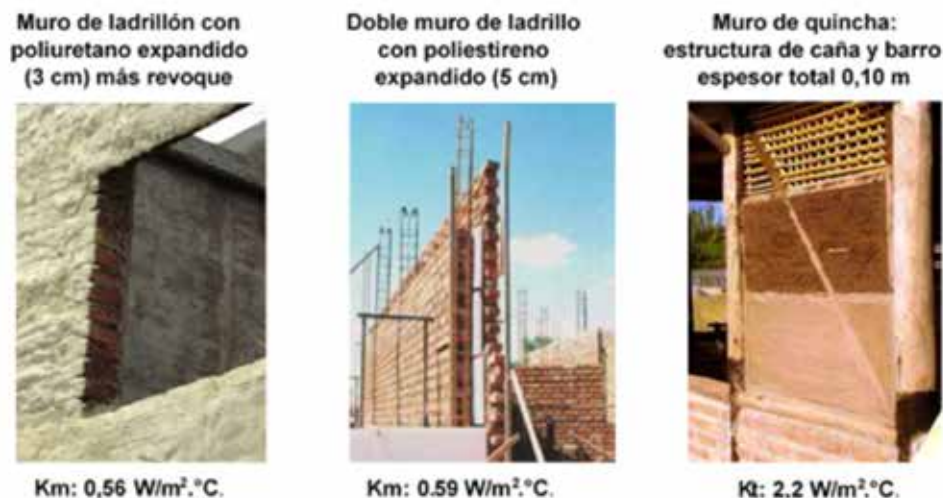 Muro de ladrillón con
poliuretano expandido
(3 cm) más revoque
Doble muro de ladrillo
con poliestireno
expandido (5 cm)
Muro de quincha:
estructura de caña y barro
espesor total 0,10 m
Km: 0,56 W/m².°C.
Km: 0.59 W/m².°C.
Kt: 2,2 W/m²°C.